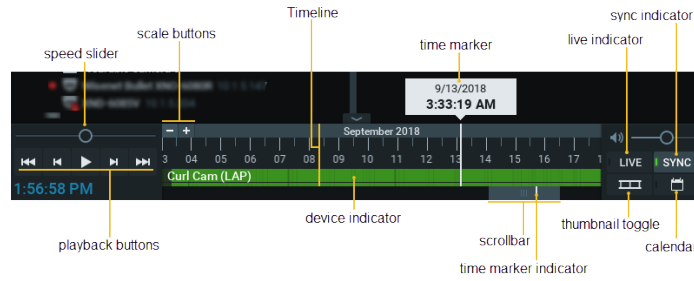 Timeline
sync indicator
scale buttons
live indicator
speed slider
time marker
9/13/2018
3:33:19 AM
− +
September 2018
3 04 05 06 07 08 09 10 11 12 13 14 15 16 17 1
LIVE
SYNC
Curl Cam (LAP)
1:56:58 PM
device indicator
thumbnail toggle
playback buttons
scrollbar
calendar
time marker indicator